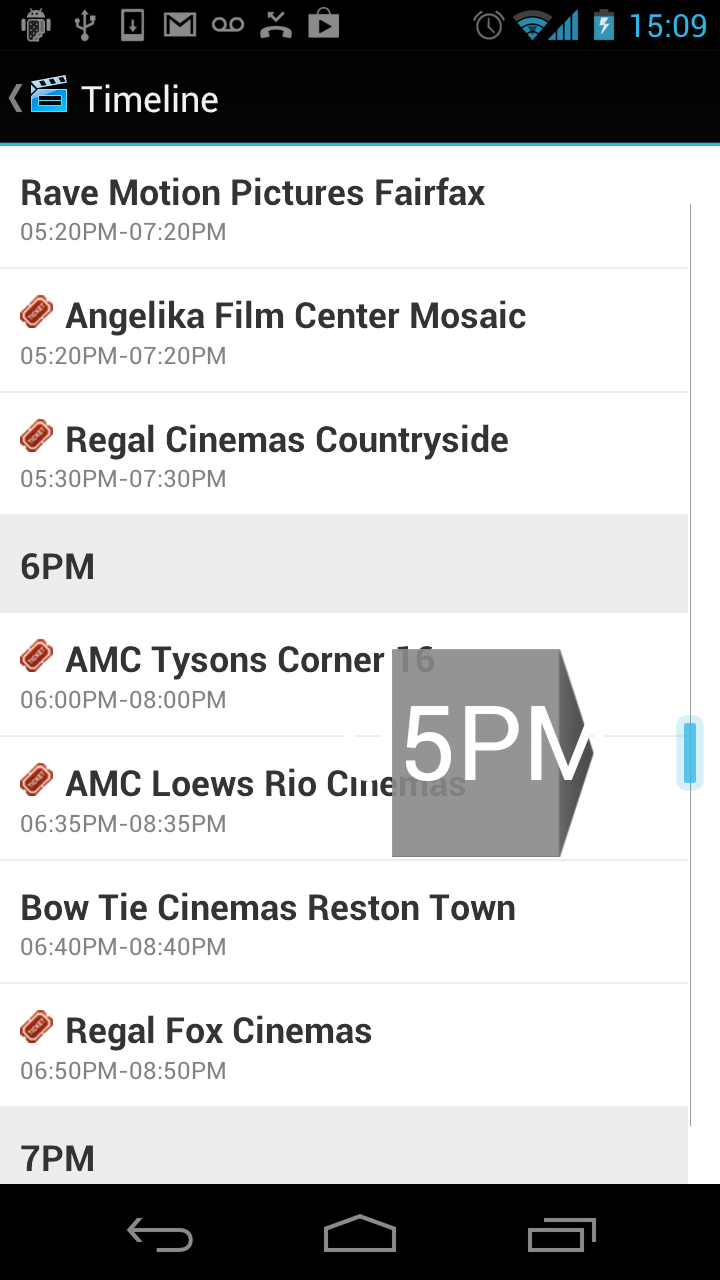 15:09
Timeline
Rave Motion Pictures Fairfax
05:20PM-07:20PM
Angelika Film Center Mosaic
05:20PM-07:20PM
Regal Cinemas Countryside
05:30PM-07:30PM
6PM
AMC Tysons Corner 16
06:00PM-08:00PM
5PM
AMC Loews Rio Cinemas
06:35PM-08:35PM
Bow Tie Cinemas Reston Town
06:40PM-08:40PM
Regal Fox Cinemas
06:50PM-08:50PM
7PM